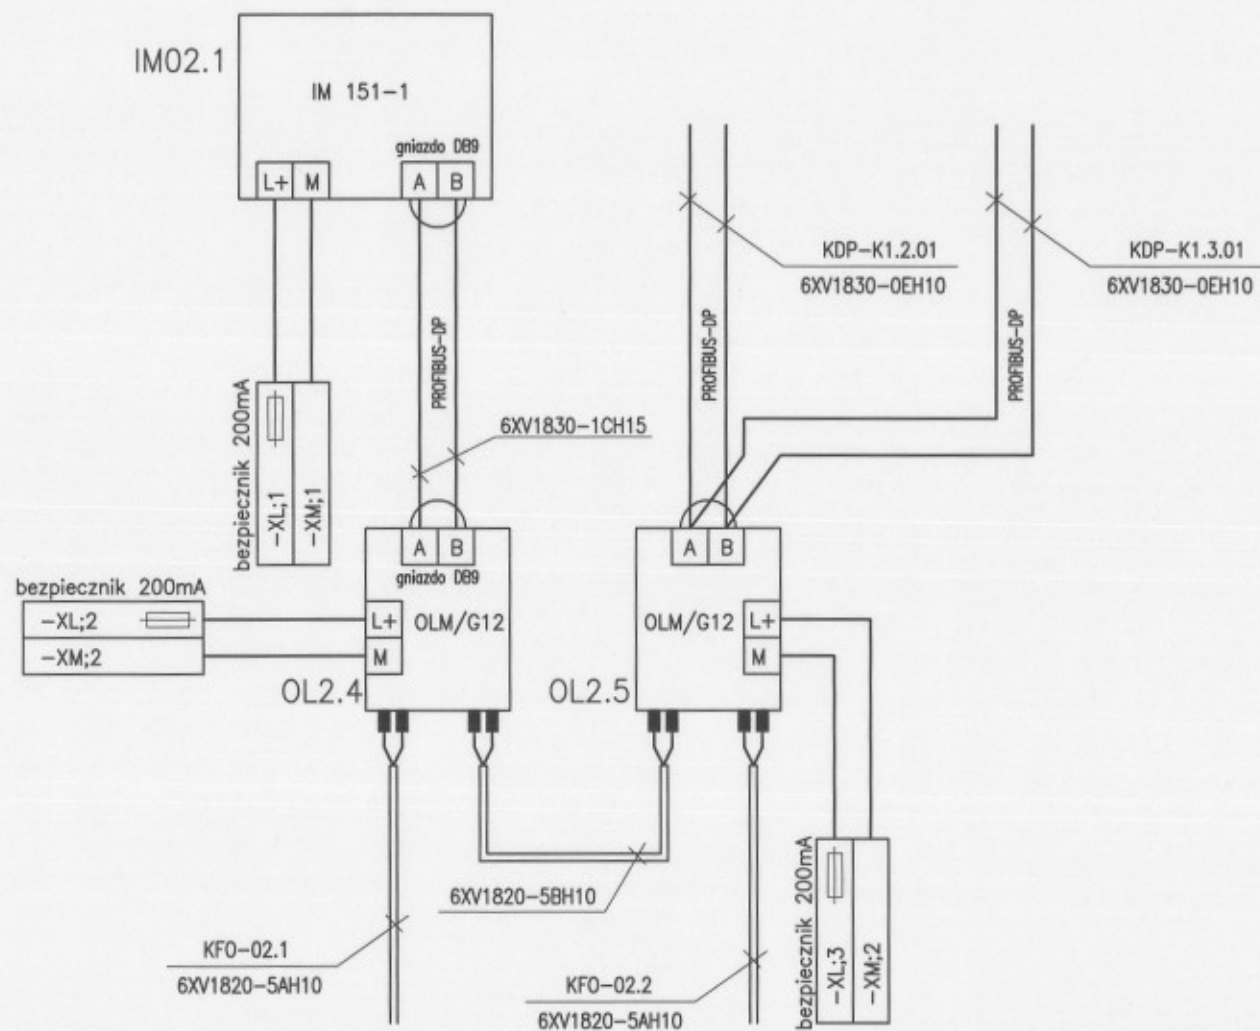 IM02.1
IM 151-1
gniazdo DB9
L+ M
A B
KDP-K1.2.01
6XV1830-0EH10
KDP-K1.3.01
6XV1830-0EH10
PROFIBUS-DP
PROFIBUS-DP
PROFIBUS-DP
6XV1830-1CH15
bezpiecznik 200mA
-XL;1
-XM;1
A B
gniazdo DB9
A B
bezpiecznik 200mA
-XL;2
-XM;2
L+
M
OLM/G12
OL2.4
OLM/G12
L+
M
OL2.5
6XV1820-5BH10
KFO-02.1
6XV1820-5AH10
KFO-02.2
6XV1820-5AH10
bezpiecznik 200mA
-XL;3
-XM;2